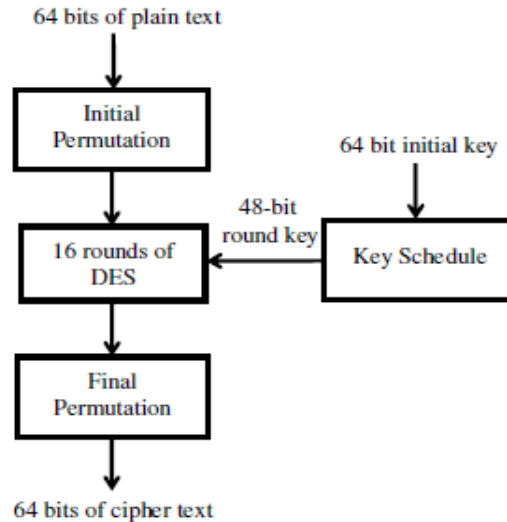 64 bits of plain text
Initial
Permutation
64 bit initial key
48-bit
round key
16 rounds of
DES
Key Schedule
Final
Permutation
64 bits of cipher text